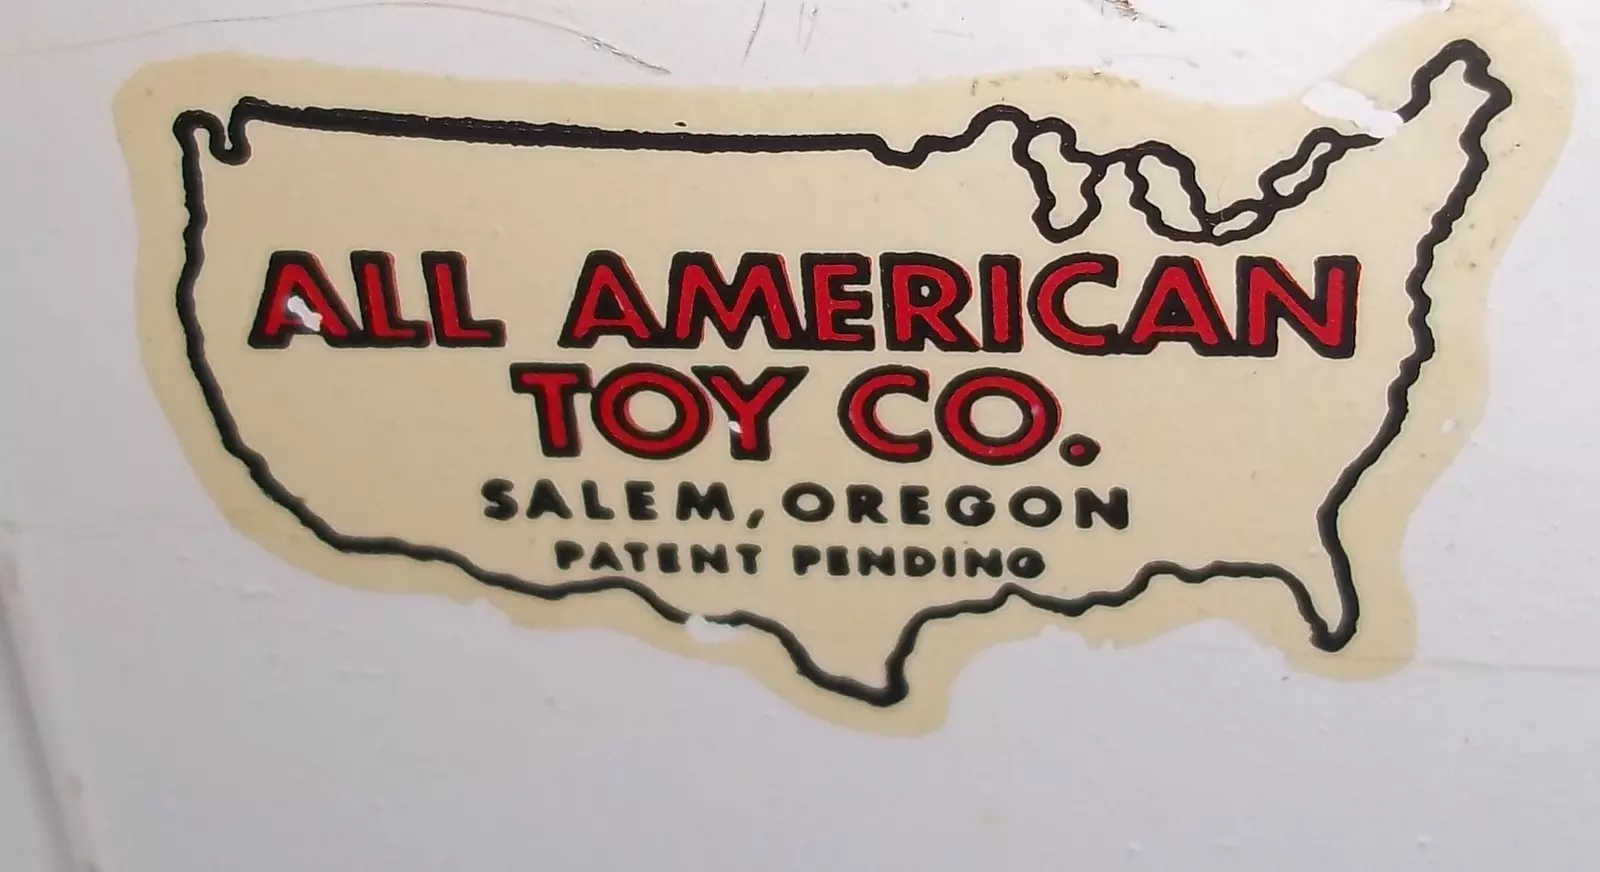 ALL AMERICAN
TOY CO.
SALEM, OREGON
PATENT PENDING